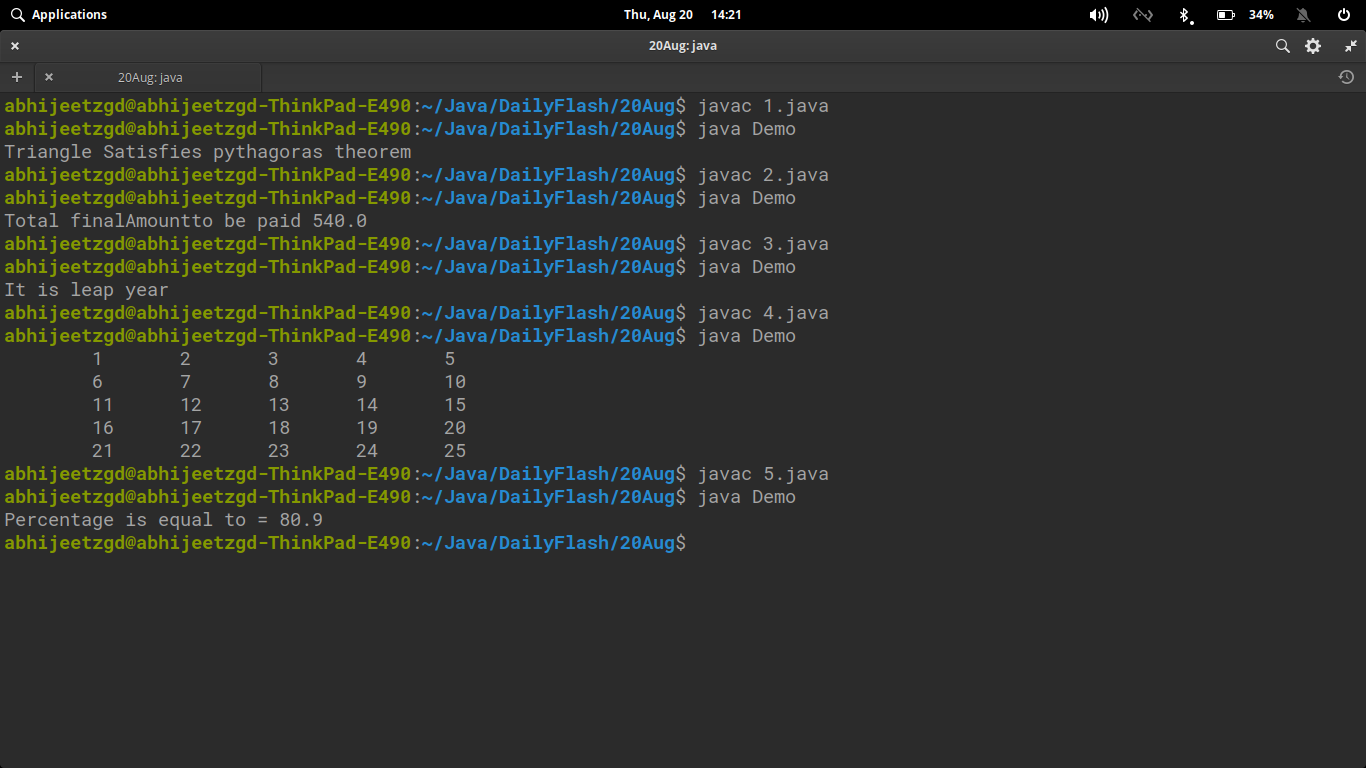 Applications Thu, Aug 20 14:21 34%
20Aug: java
20Aug: java
abhijeetzgd@abhijeetzgd-ThinkPad-E490:~/Java/DailyFlash/20Aug$ javac 1.java
abhijeetzgd@abhijeetzgd-ThinkPad-E490:~/Java/DailyFlash/20Aug$ java Demo
Triangle Satisfies pythagoras theorem
abhijeetzgd@abhijeetzgd-ThinkPad-E490:~/Java/DailyFlash/20Aug$ javac 2.java
abhijeetzgd@abhijeetzgd-ThinkPad-E490:~/Java/DailyFlash/20Aug$ java Demo
Total finalAmountto be paid 540.0
abhijeetzgd@abhijeetzgd-ThinkPad-E490:~/Java/DailyFlash/20Aug$ javac 3.java
abhijeetzgd@abhijeetzgd-ThinkPad-E490:~/Java/DailyFlash/20Aug$ java Demo
It is leap year
abhijeetzgd@abhijeetzgd-ThinkPad-E490:~/Java/DailyFlash/20Aug$ javac 4.java
abhijeetzgd@abhijeetzgd-ThinkPad-E490:~/Java/DailyFlash/20Aug$ java Demo
1 2 3 4 5
6 7 8 9 10
11 12 13 14 15
16 17 18 19 20
21 22 23 24 25
abhijeetzgd@abhijeetzgd-ThinkPad-E490:~/Java/DailyFlash/20Aug$ javac 5.java
abhijeetzgd@abhijeetzgd-ThinkPad-E490:~/Java/DailyFlash/20Aug$ java Demo
Percentage is equal to = 80.9
abhijeetzgd@abhijeetzgd-ThinkPad-E490:~/Java/DailyFlash/20Aug$